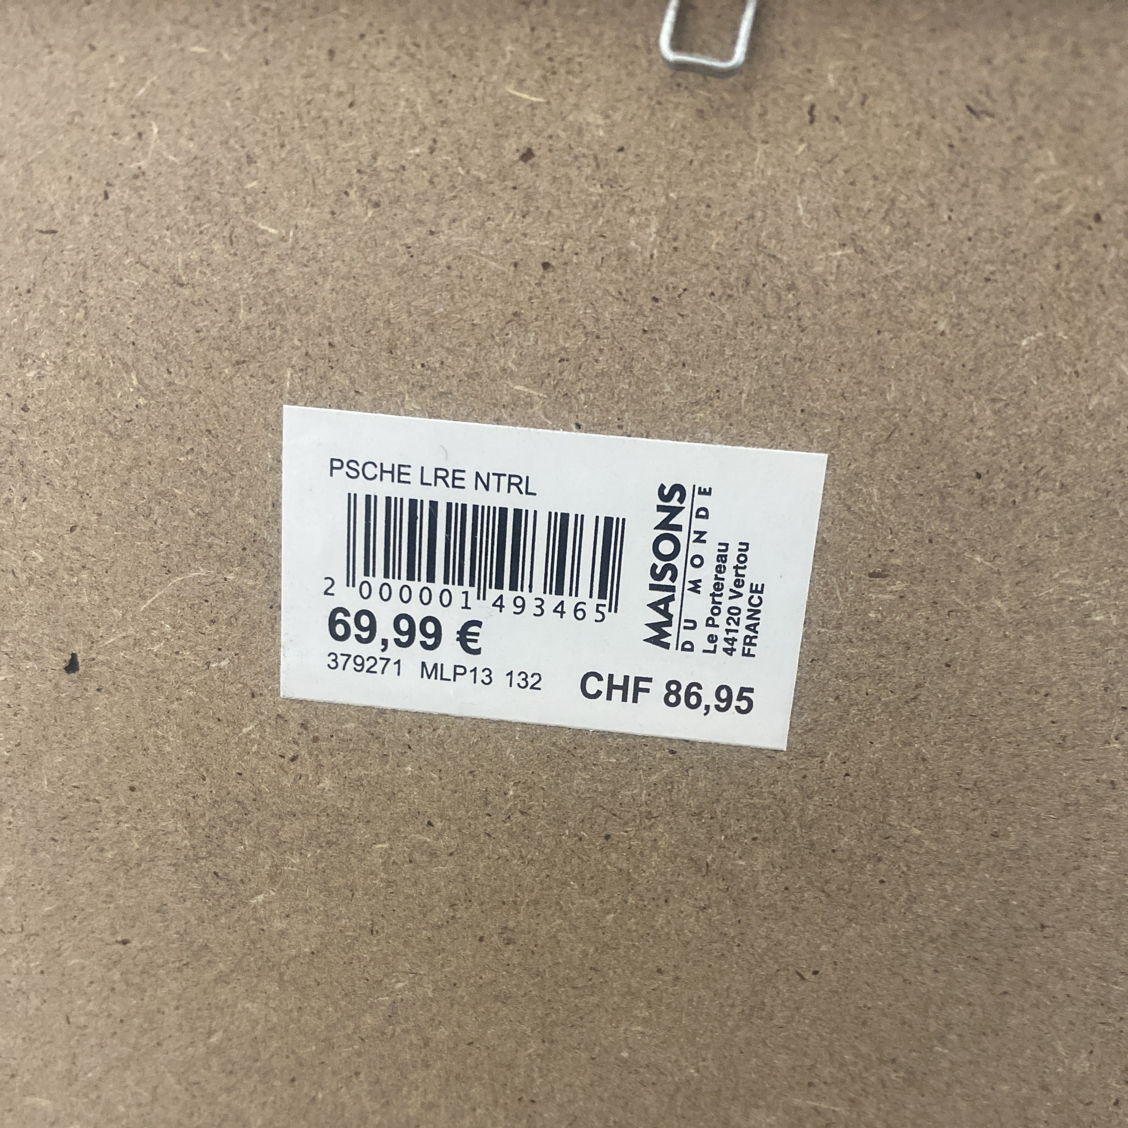 PSCHE LRE NTRL
2 000001 493465
69,99 €
379271 MLP13 132
CHF 86,95
MAISONS
DU MONDE
Le Portereau
44120 Vertou
FRANCE